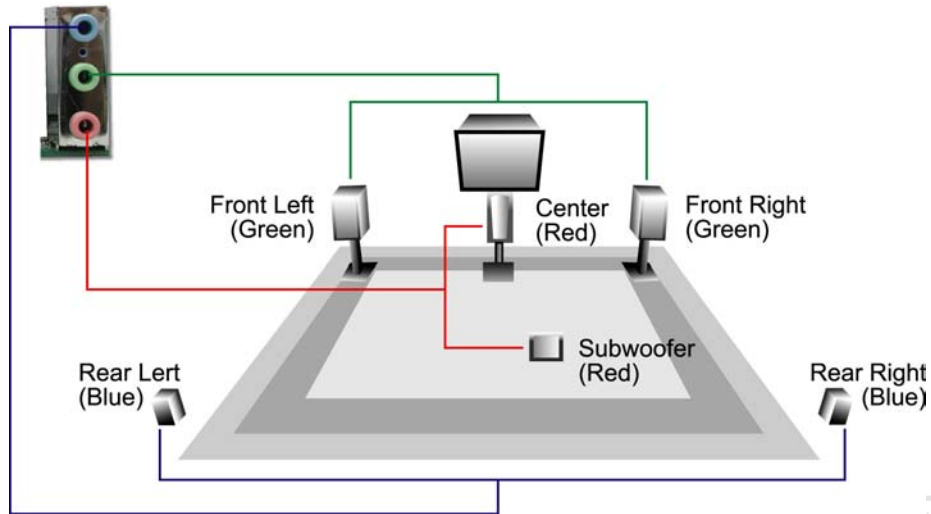 Front Left
(Green)
Center
(Red)
Front Right
(Green)
Subwoofer
(Red)
Rear Lert
(Blue)
Rear Right
(Blue)